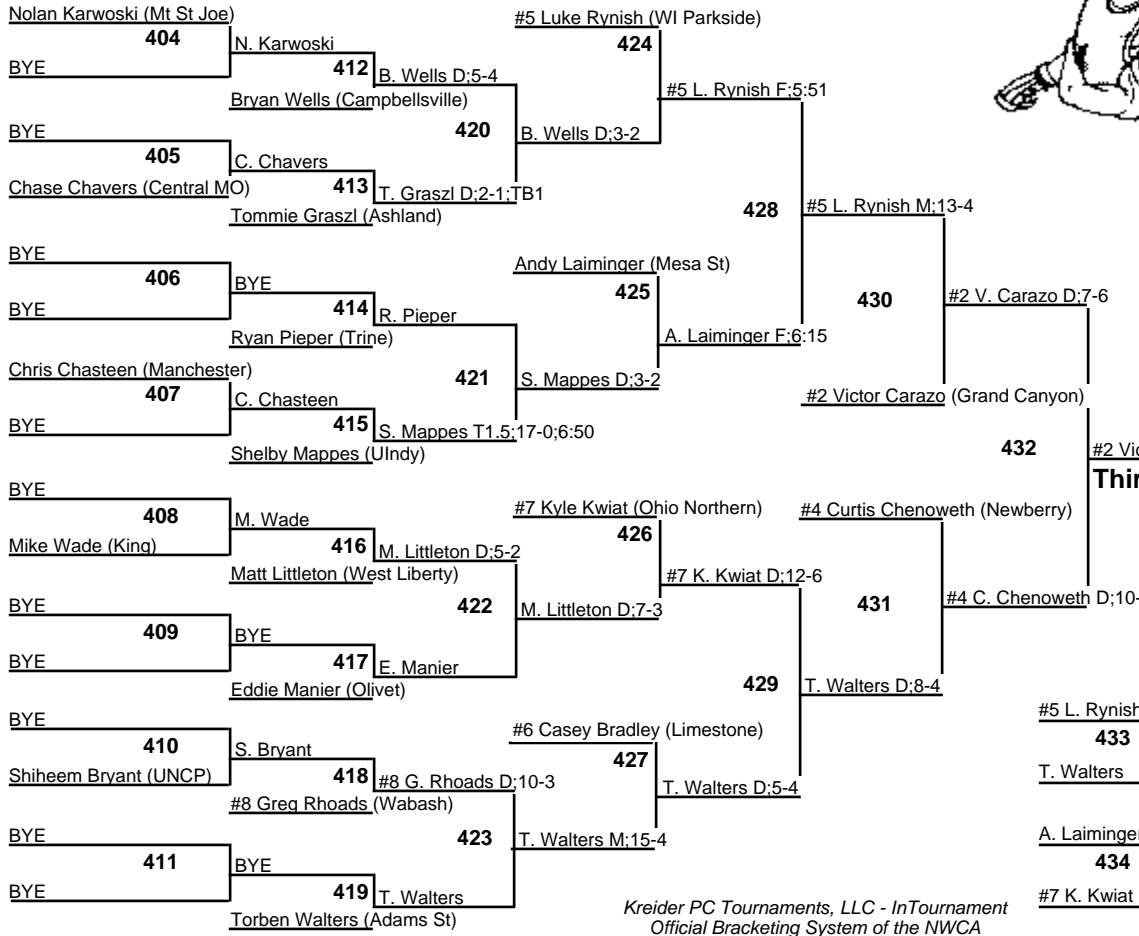 Nolan Karwoski (Mt St Joe)
404
BYE
N. Karwoski
412
Bryan Wells (Campbellsville)
B. Wells D;5-4
BYE
405
Chase Chavers (Central MO)
C. Chavers
413
Tommie Graszl (Ashland)
T. Graszl D;2-1;TB1
420
B. Wells D;3-2
#5 Luke Rynish (WI Parkside)
424
#5 L. Rynish F;5:51
BYE
406
BYE
BYE
414
Ryan Pieper (Trine)
R. Pieper
Chris Chasteen (Manchester)
407
BYE
C. Chasteen
415
Shelby Mappes (UIndy)
S. Mappes T1.5;17-0;6:50
421
S. Mappes D;3-2
Andy Laiminger (Mesa St)
425
A. Laiminger F;6:15
428
#5 L. Rynish M;13-4
430
#2 Victor Carazo (Grand Canyon)
#2 V. Carazo D;7-6
BYE
408
Mike Wade (King)
M. Wade
416
Matt Littleton (West Liberty)
M. Littleton D;5-2
BYE
409
BYE
BYE
417
Eddie Manier (Olivet)
E. Manier
422
M. Littleton D;7-3
#7 Kyle Kwiat (Ohio Northern)
426
#7 K. Kwiat D;12-6
BYE
410
Shiheem Bryant (UNCP)
S. Bryant
418
#8 Greg Rhoads (Wabash)
#8 G. Rhoads D;10-3
BYE
411
BYE
BYE
419
Torben Walters (Adams St)
T. Walters
423
T. Walters M;15-4
#6 Casey Bradley (Limestone)
427
T. Walters D;5-4
429
T. Walters D;8-4
#4 Curtis Chenoweth (Newberry)
431
#4 C. Chenoweth D;10-
432
#2
#5 L. Rynish
433
T. Walters
A. Laiminger
434
#7 K. Kwiat
Kreider PC Tournaments, LLC - InTournament
Official Bracketing System of the NWCA